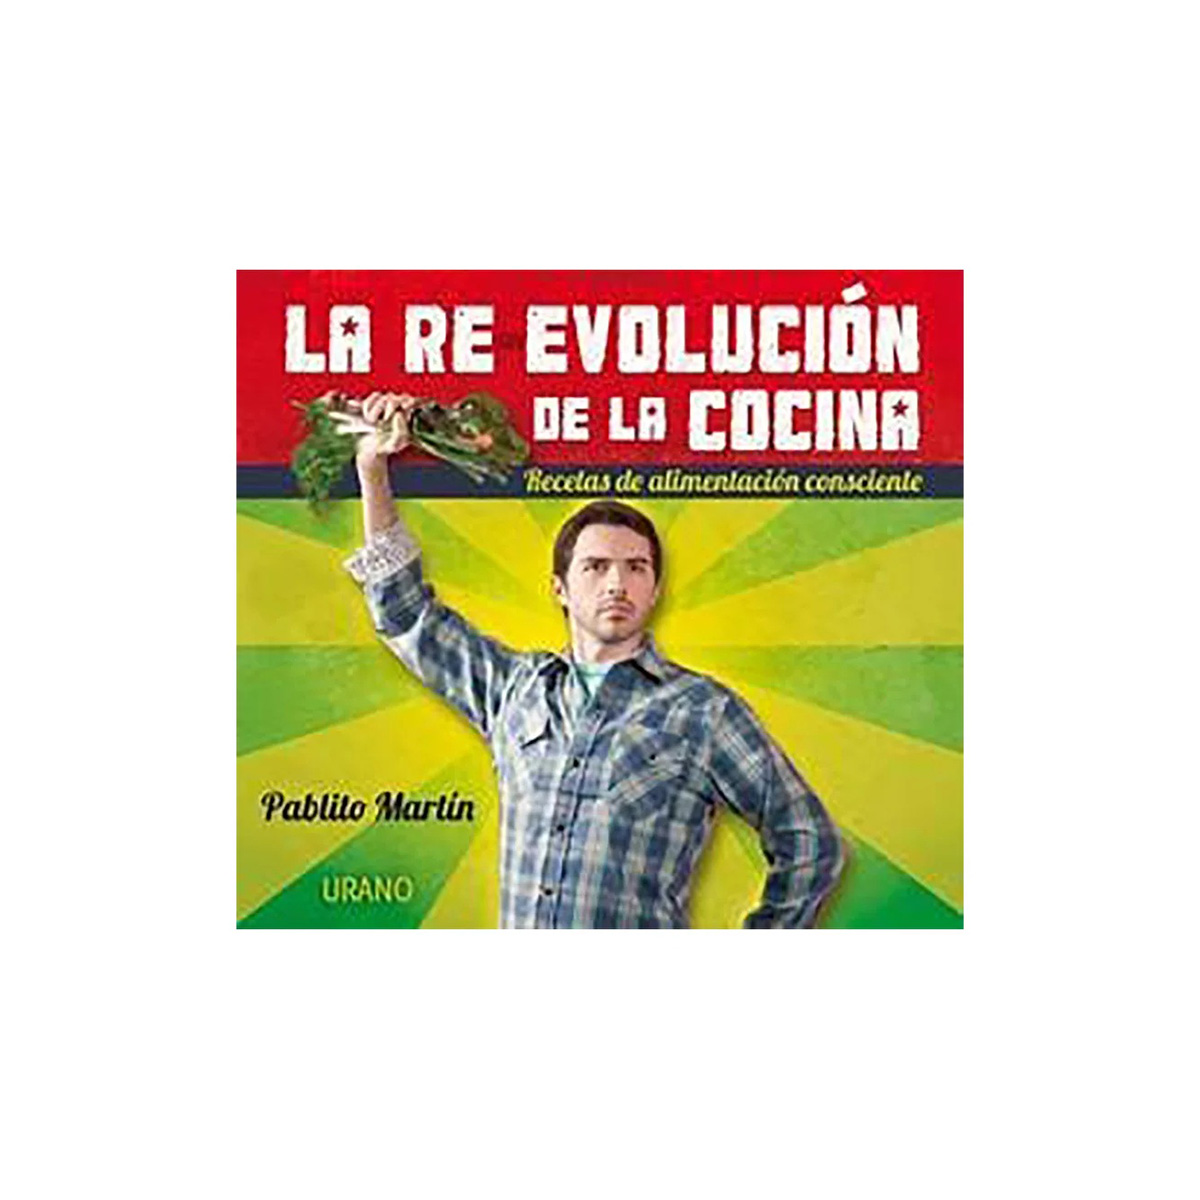 LA RE EVOLUCIÓN
DE LA COCINA
Recetas de alimentación consciente
Pablito Martín
URANO